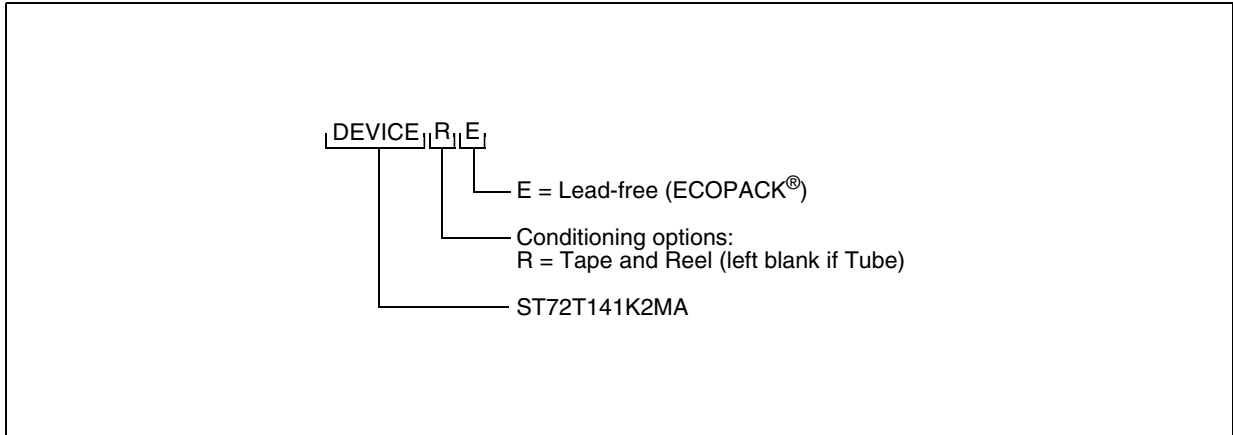 DEVICE R E
E = Lead-free (ECOPACK®)
Conditioning options:
R = Tape and Reel (left blank if Tube)
ST72T141K2MA